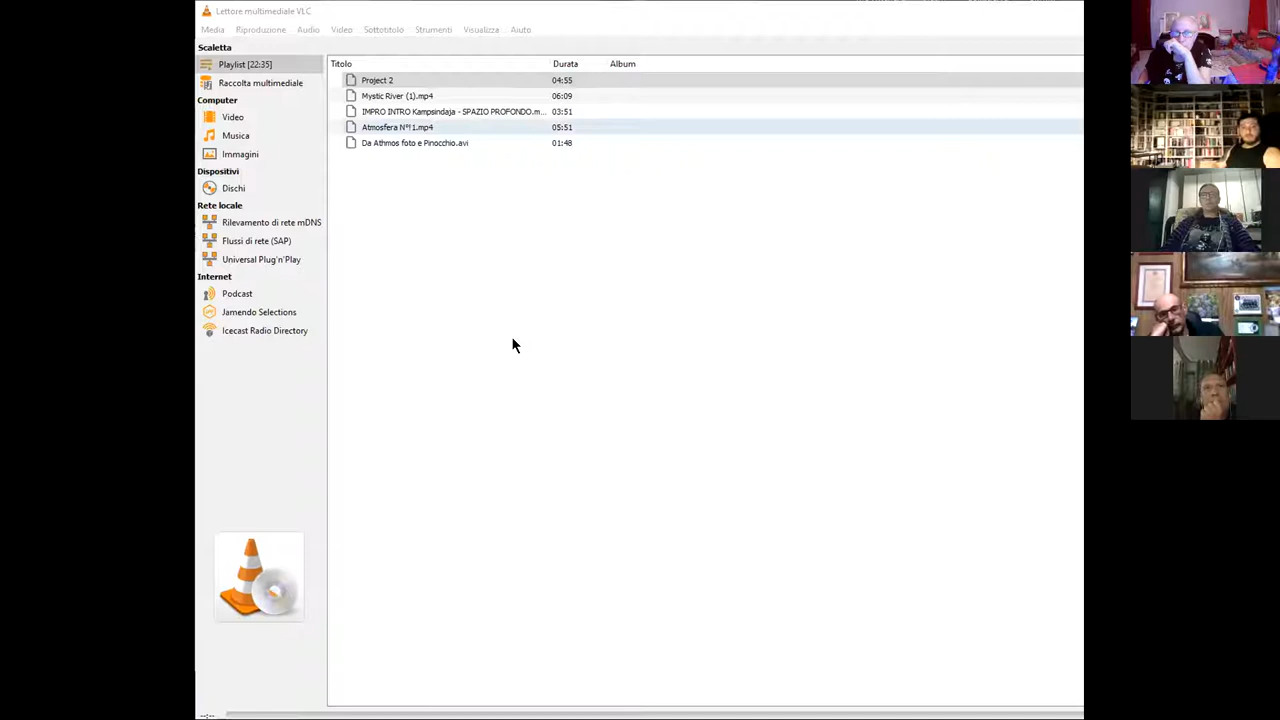 Lettore multimediale VLC
Media Riproduzione Audio Video Sottotitolo Strumenti Visualizza Aiuto
Scaletta
Playlist [22:35]
Raccolta multimediale
Computer
Video
Musica
Immagini
Dispositivi
Dischi
Rete locale
Rilevamento di rete mDNS
Flussi di rete (SAP)
Universal Plug'n'Play
Internet
Podcast
Jamendo Selections
Icecast Radio Directory
Titolo Durata Album
Project 2 04:55
Mystic River (1).mp4 06:09
IMPRO INTRO Kampsindaja - SPAZIO PROFONDO.m... 03:51
Atmosfera N°1.mp4 05:51
Da Athmos foto e Pinocchio.avi 01:48
--:--